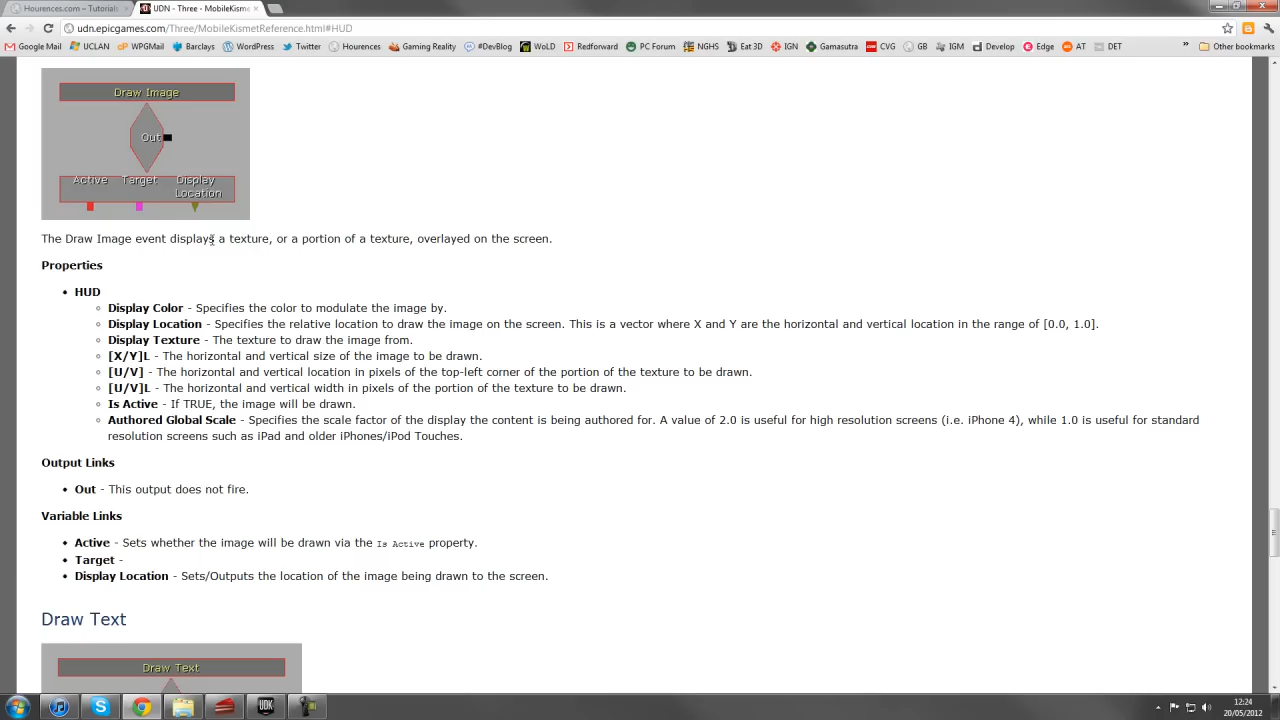 Hourences.com – Tutorials
UDN - Three - MobileKismetReference
udn.epicgames.com/Three/MobileKismetReference.html#HUD
Google Mail UCLAN WPGMail Barclays WordPress Twitter Hourences Gaming Reality #DevBlog WoLD Redforward PC Forum NGHS Eat 3D IGN Gamasutra CVG GB IGM Develop Edge AT DET » Other bookmarks
Draw Image
Out
Active Target Display
Location
The Draw Image event displays a texture, or a portion of a texture, overlayed on the screen.
Properties
• HUD
Display Color - Specifies the color to modulate the image by.
Display Location - Specifies the relative location to draw the image on the screen. This is a vector where X and Y are the horizontal and vertical location in the range of [0.0, 1.0].
Display Texture - The texture to draw the image from.
[X/Y]L - The horizontal and vertical size of the image to be drawn.
[U/V] - The horizontal and vertical location in pixels of the top-left corner of the portion of the texture to be drawn.
[U/V]L - The horizontal and vertical width in pixels of the portion of the texture to be drawn.
Is Active - If TRUE, the image will be drawn.
Authored Global Scale - Specifies the scale factor of the display the content is being authored for. A value of 2.0 is useful for high resolution screens (i.e. iPhone 4), while 1.0 is useful for standard
resolution screens such as iPad and older iPhones/iPod Touches.
Output Links
• Out - This output does not fire.
Variable Links
• Active - Sets whether the image will be drawn via the Is Active property.
• Target -
• Display Location - Sets/Outputs the location of the image being drawn to the screen.
Draw Text
Draw Text
UDK
12:24
20/05/2012